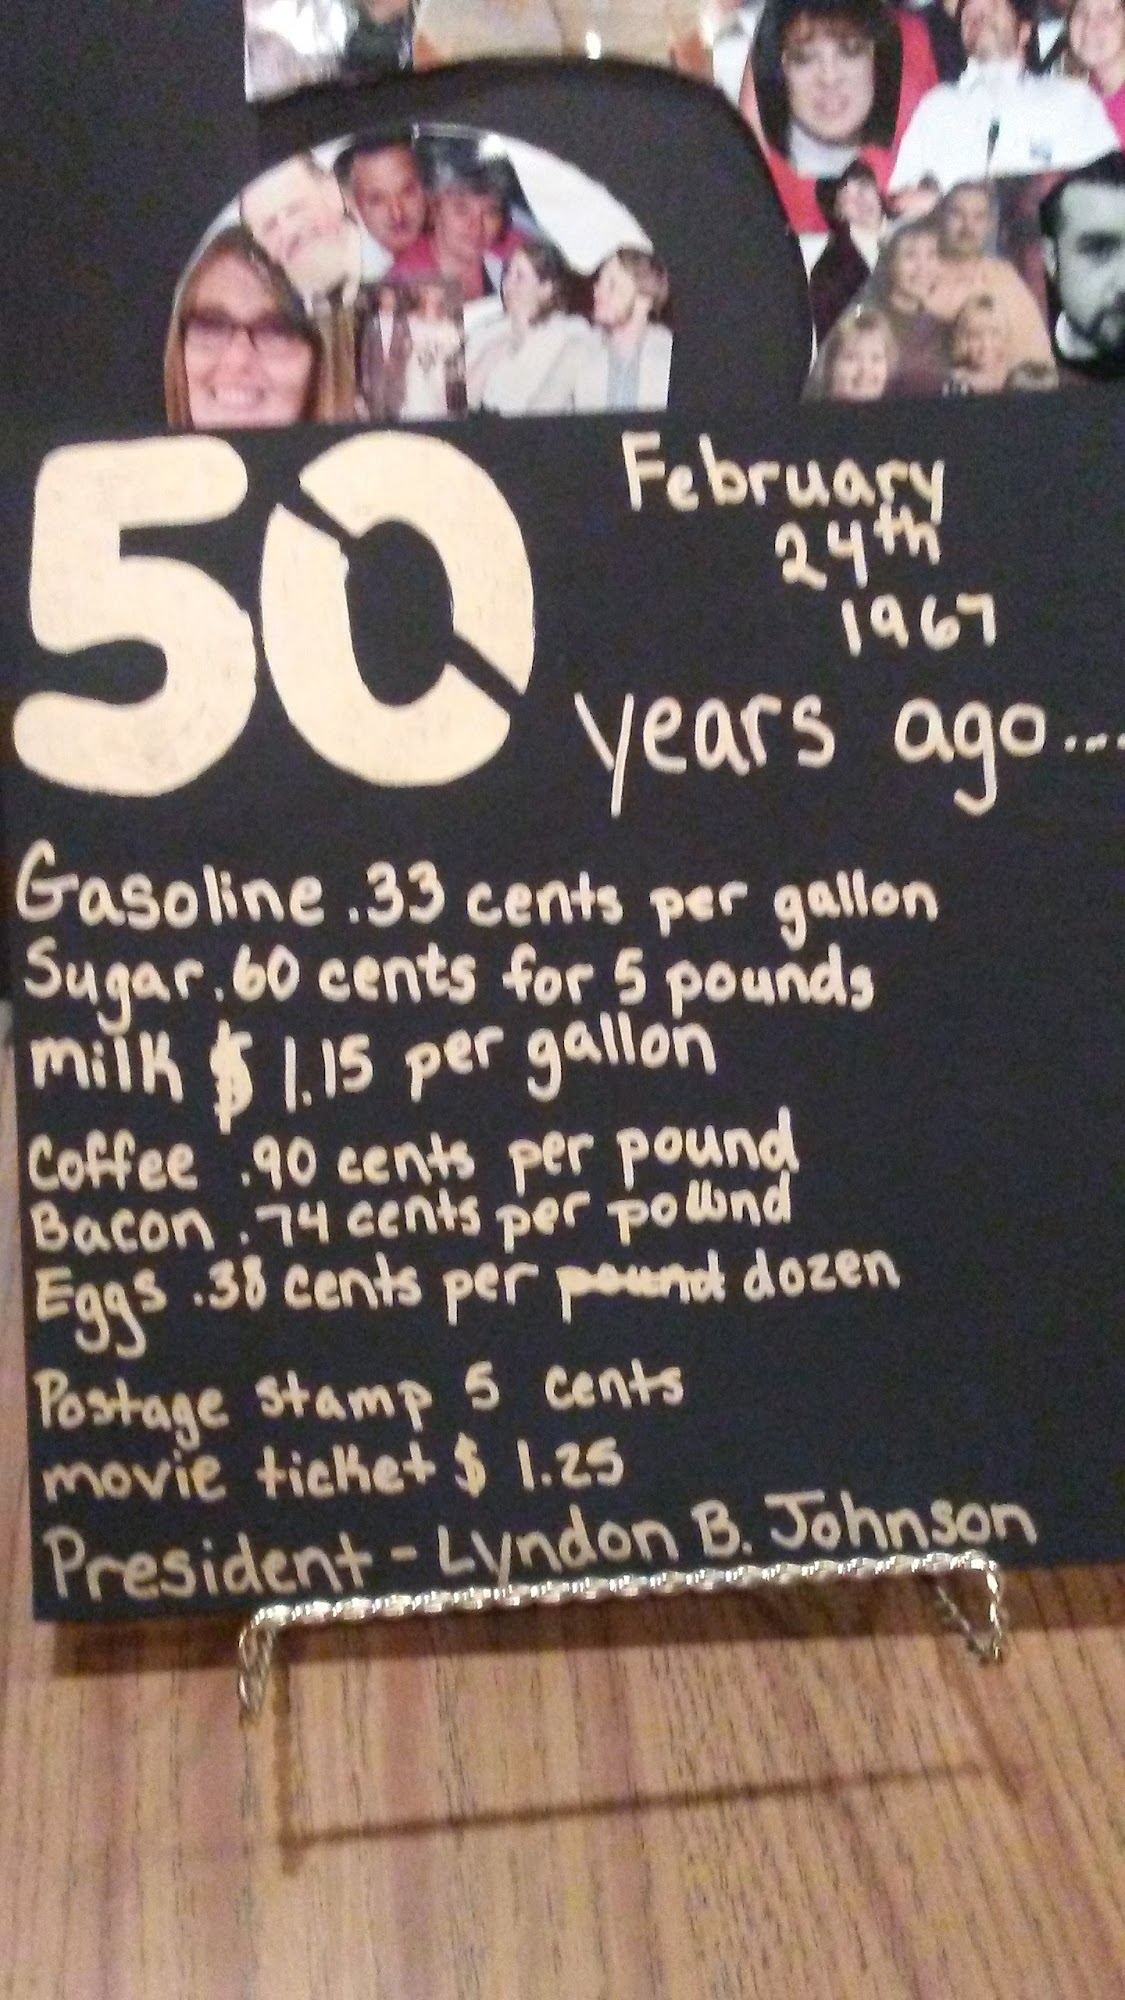 50
February
24th
1967
years ago....
Gasoline .33 cents per gallon
Sugar .60 cents for 5 pounds
milk $ 1.15 per gallon
Coffee .90 cents per pound
Bacon .74 cents per pound
Eggs .38 cents per pound dozen
Postage stamp 5 cents
movie ticket $ 1.25
President - Lyndon B. Johnson